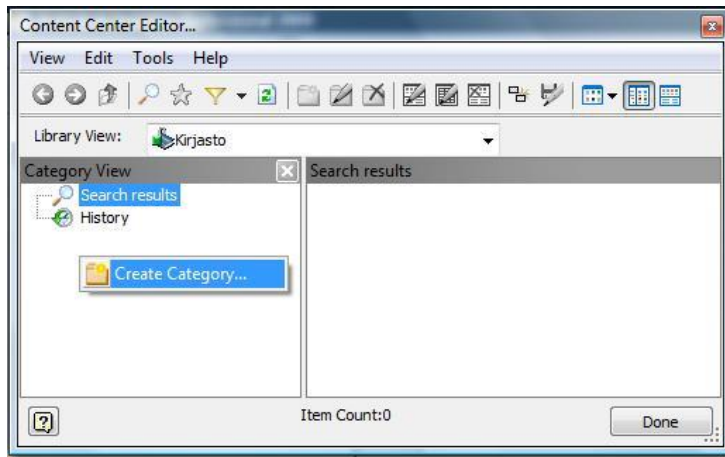 Content Center Editor...
View Edit Tools Help
Library View: Kirjasto
Category View
Search results
Search results
History
Create Category...
Item Count:0
Done